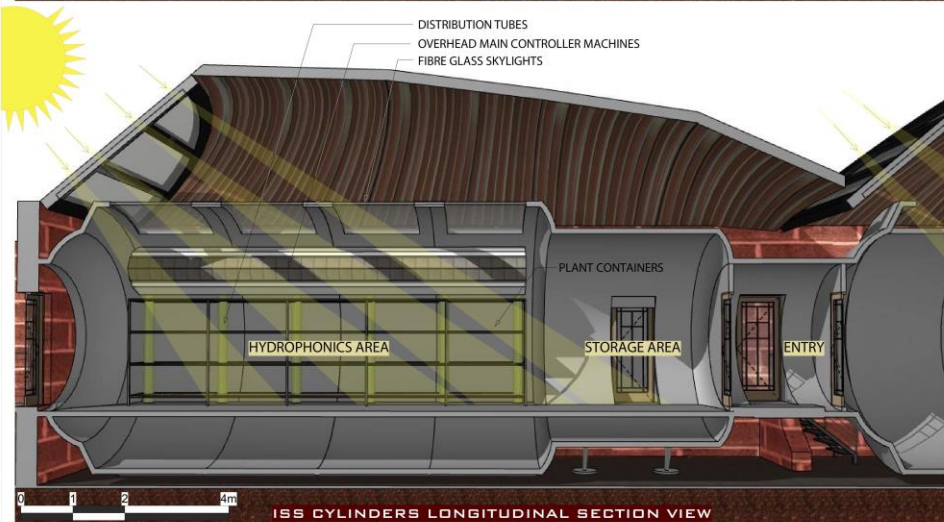 DISTRIBUTION TUBES
OVERHEAD MAIN CONTROLLER MACHINES
FIBRE GLASS SKYLIGHTS
PLANT CONTAINERS
HYDROPHONICS AREA
STORAGE AREA
ENTRY
0 1 2 4m
ISS CYLINDERS LONGITUDINAL SECTION VIEW